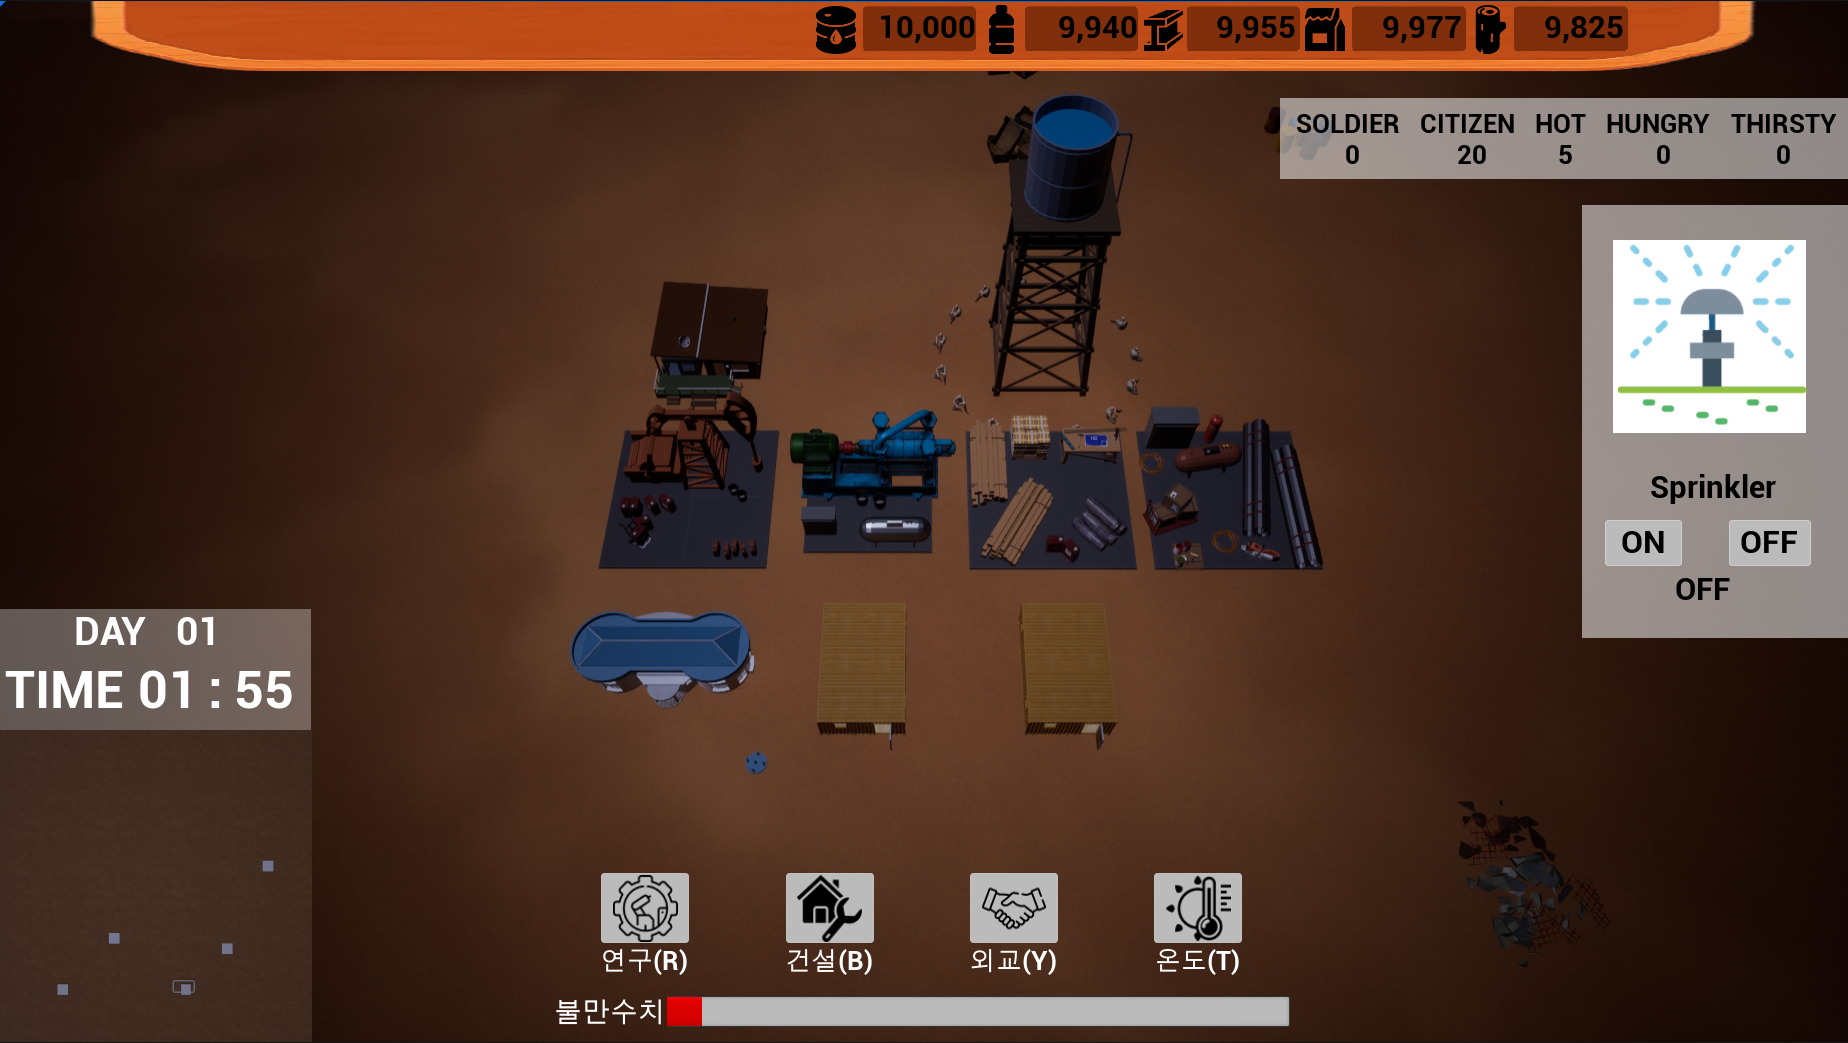 10,000 9,940 9,955 9,977 9,825
SOLDIER CITIZEN HOT HUNGRY THIRSTY
0 20 5 0 0
Sprinkler
ON OFF
OFF
DAY 01
TIME 01 : 55
연구(R) 건설(B) 외교(Y) 온도(T)
불만수치